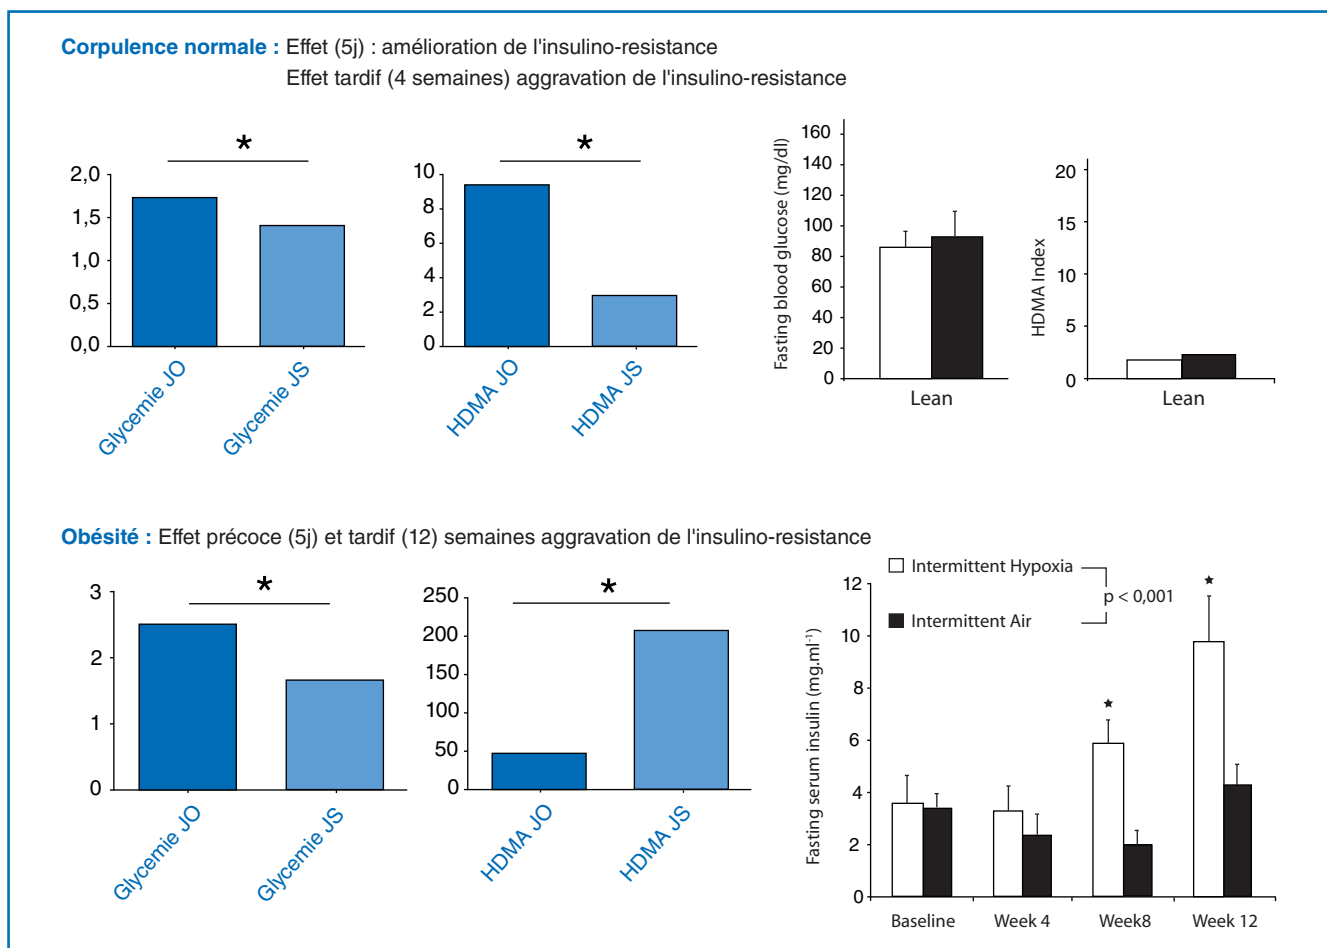 Corpulence normale : Effet (5j) : amélioration de l'insulino-resistance
Effet tardif (4 semaines) aggravation de l'insulino-resistance
*
2,0
1,5
1,0
0,5
0,0
Glycemie JO
Glycemie JS
*
10
8
6
4
2
0
HDMA JO
HDMA JS
Fasting blood glucose (mg/dl)
160
140
120
100
80
60
40
20
0
Lean
HDMA Index
20
15
10
5
0
Lean
Obésité : Effet précoce (5j) et tardif (12) semaines aggravation de l'insulino-resistance
*
3
2
1
0
Glycemie JO
Glycemie JS
*
250
200
150
100
50
0
HDMA JO
HDMA JS
Intermittent Hypoxia
p < 0,001
Intermittent Air
Fasting serum insulin (mg.ml-1)
12
10
8
6
4
2
0
★
★
Baseline
Week 4
Week8
Week 12